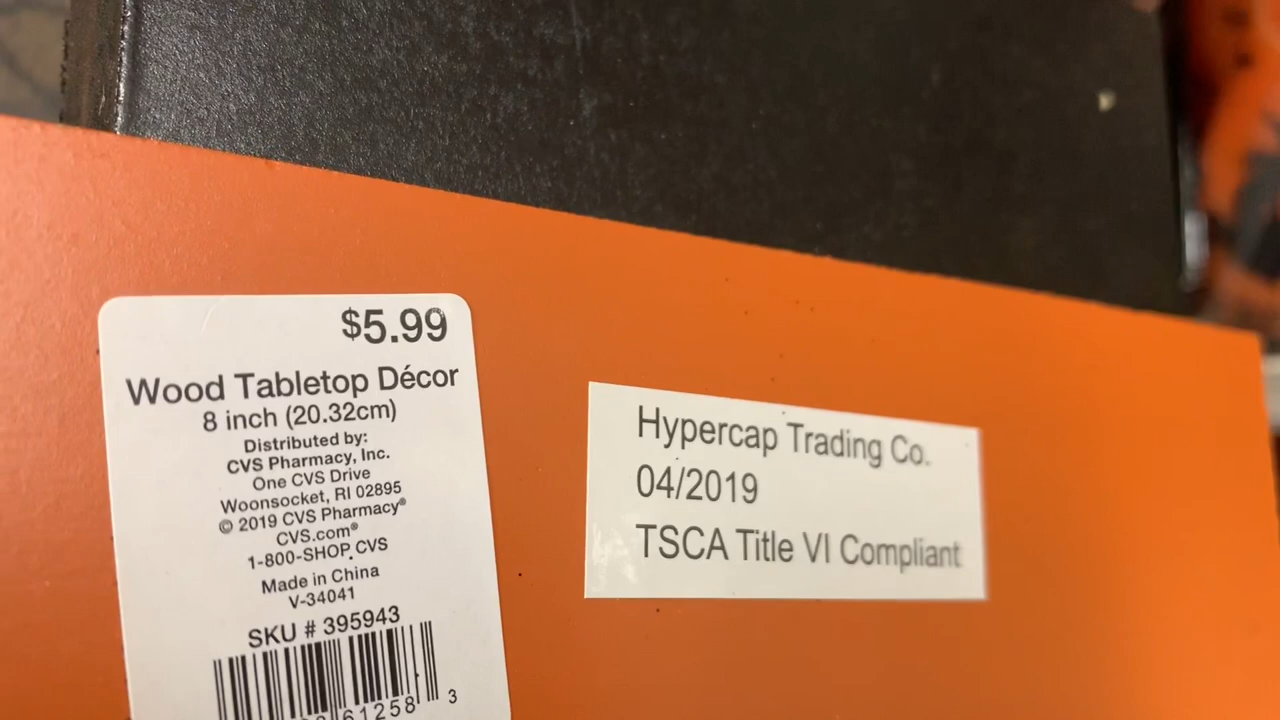 $5.99
Wood Tabletop Décor
8 inch (20.32cm)
Distributed by:
CVS Pharmacy, Inc.
One CVS Drive
Woonsocket, RI 02895
© 2019 CVS Pharmacy®
CVS.com®
1-800-SHOP CVS
Made in China
V-34041
SKU # 395943
61258 3
Hypercap Trading Co.
04/2019
TSCA Title VI Compliant